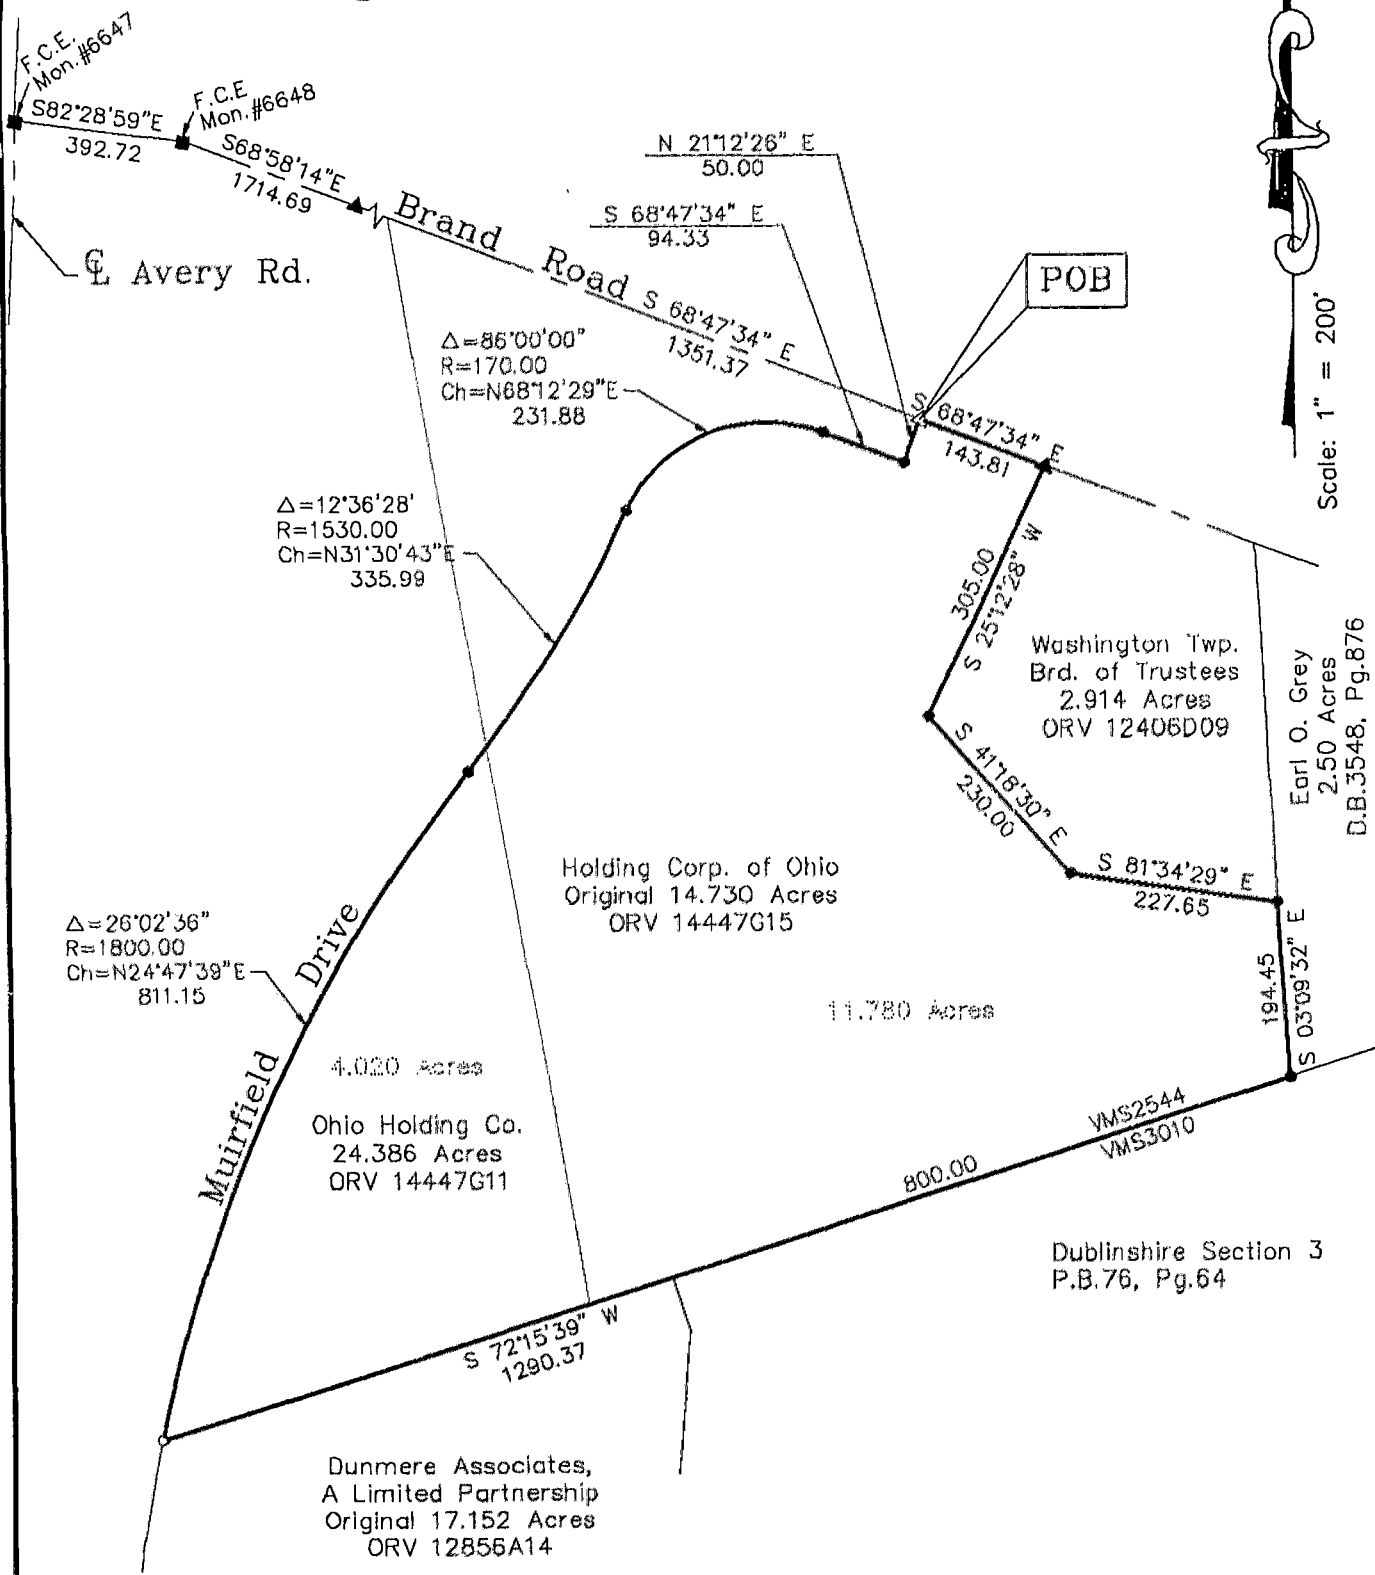 F.C.E.
Mon.#6647
S82°28'59"E
392.72
F.C.E
Mon.#6648
S68°58'14"E
1714.69
℄ Avery Rd.
Brand Road
S 68°47'34" E
1351.37
N 21°12'26" E
50.00
S 68°47'34" E
94.33
POB
Scale: 1" = 200'
Δ=86°00'00"
R=170.00
Ch=N68°12'29"E
231.88
S 68°47'34" E
143.81
Δ=12°36'28'
R=1530.00
Ch=N31°30'43"E
335.99
305.00
S 25°12'28" W
Washington Twp.
Brd. of Trustees
2.914 Acres
ORV 12406D09
Earl O. Grey
2.50 Acres
D.B.3548, Pg.876
S 41°18'30" E
230.00
S 81°34'29" E
227.65
Holding Corp. of Ohio
Original 14.730 Acres
ORV 14447G15
Δ=26°02'36"
R=1800.00
Ch=N24°47'39"E
811.15
Muirfield Drive
11.780 Acres
194.45
S 03°09'32" E
4.020 Acres
Ohio Holding Co.
24.386 Acres
ORV 14447G11
VMS2544
VMS3010
800.00
Dublinshire Section 3
P.B.76, Pg.64
S 72°15'39" W
1290.37
Dunmere Associates,
A Limited Partnership
Original 17.152 Acres
ORV 12856A14